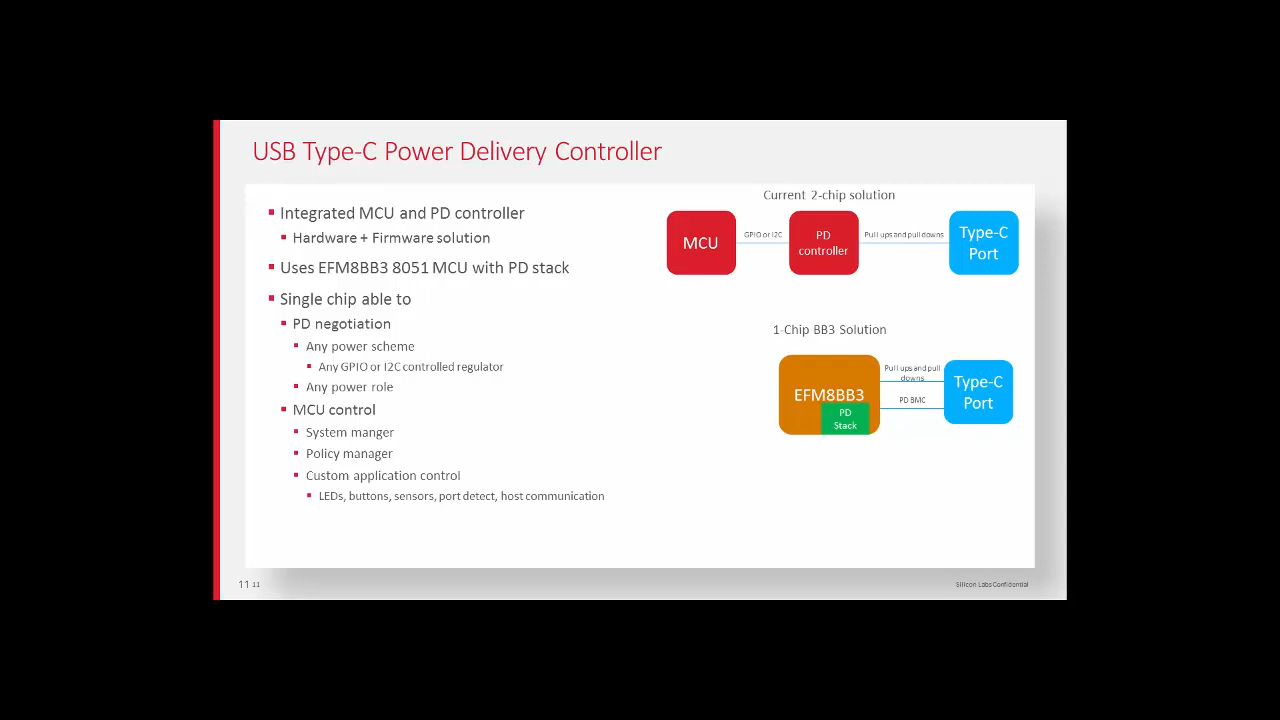 USB Type-C Power Delivery Controller
Integrated MCU and PD controller
Hardware + Firmware solution
Uses EFM8BB3 8051 MCU with PD stack
Single chip able to
PD negotiation
Any power scheme
Any GPIO or I2C controlled regulator
Any power role
MCU control
System manger
Policy manager
Custom application control
LEDs, buttons, sensors, port detect, host communication
Current 2-chip solution
MCU
GPIO or I2C
PD
controller
Pull ups and pull downs
Type-C
Port
1-Chip BB3 Solution
EFM8BB3
PD
Stack
Pull ups and pull
downs
PD BMC
Type-C
Port
11 11
Silicon Labs Confidential